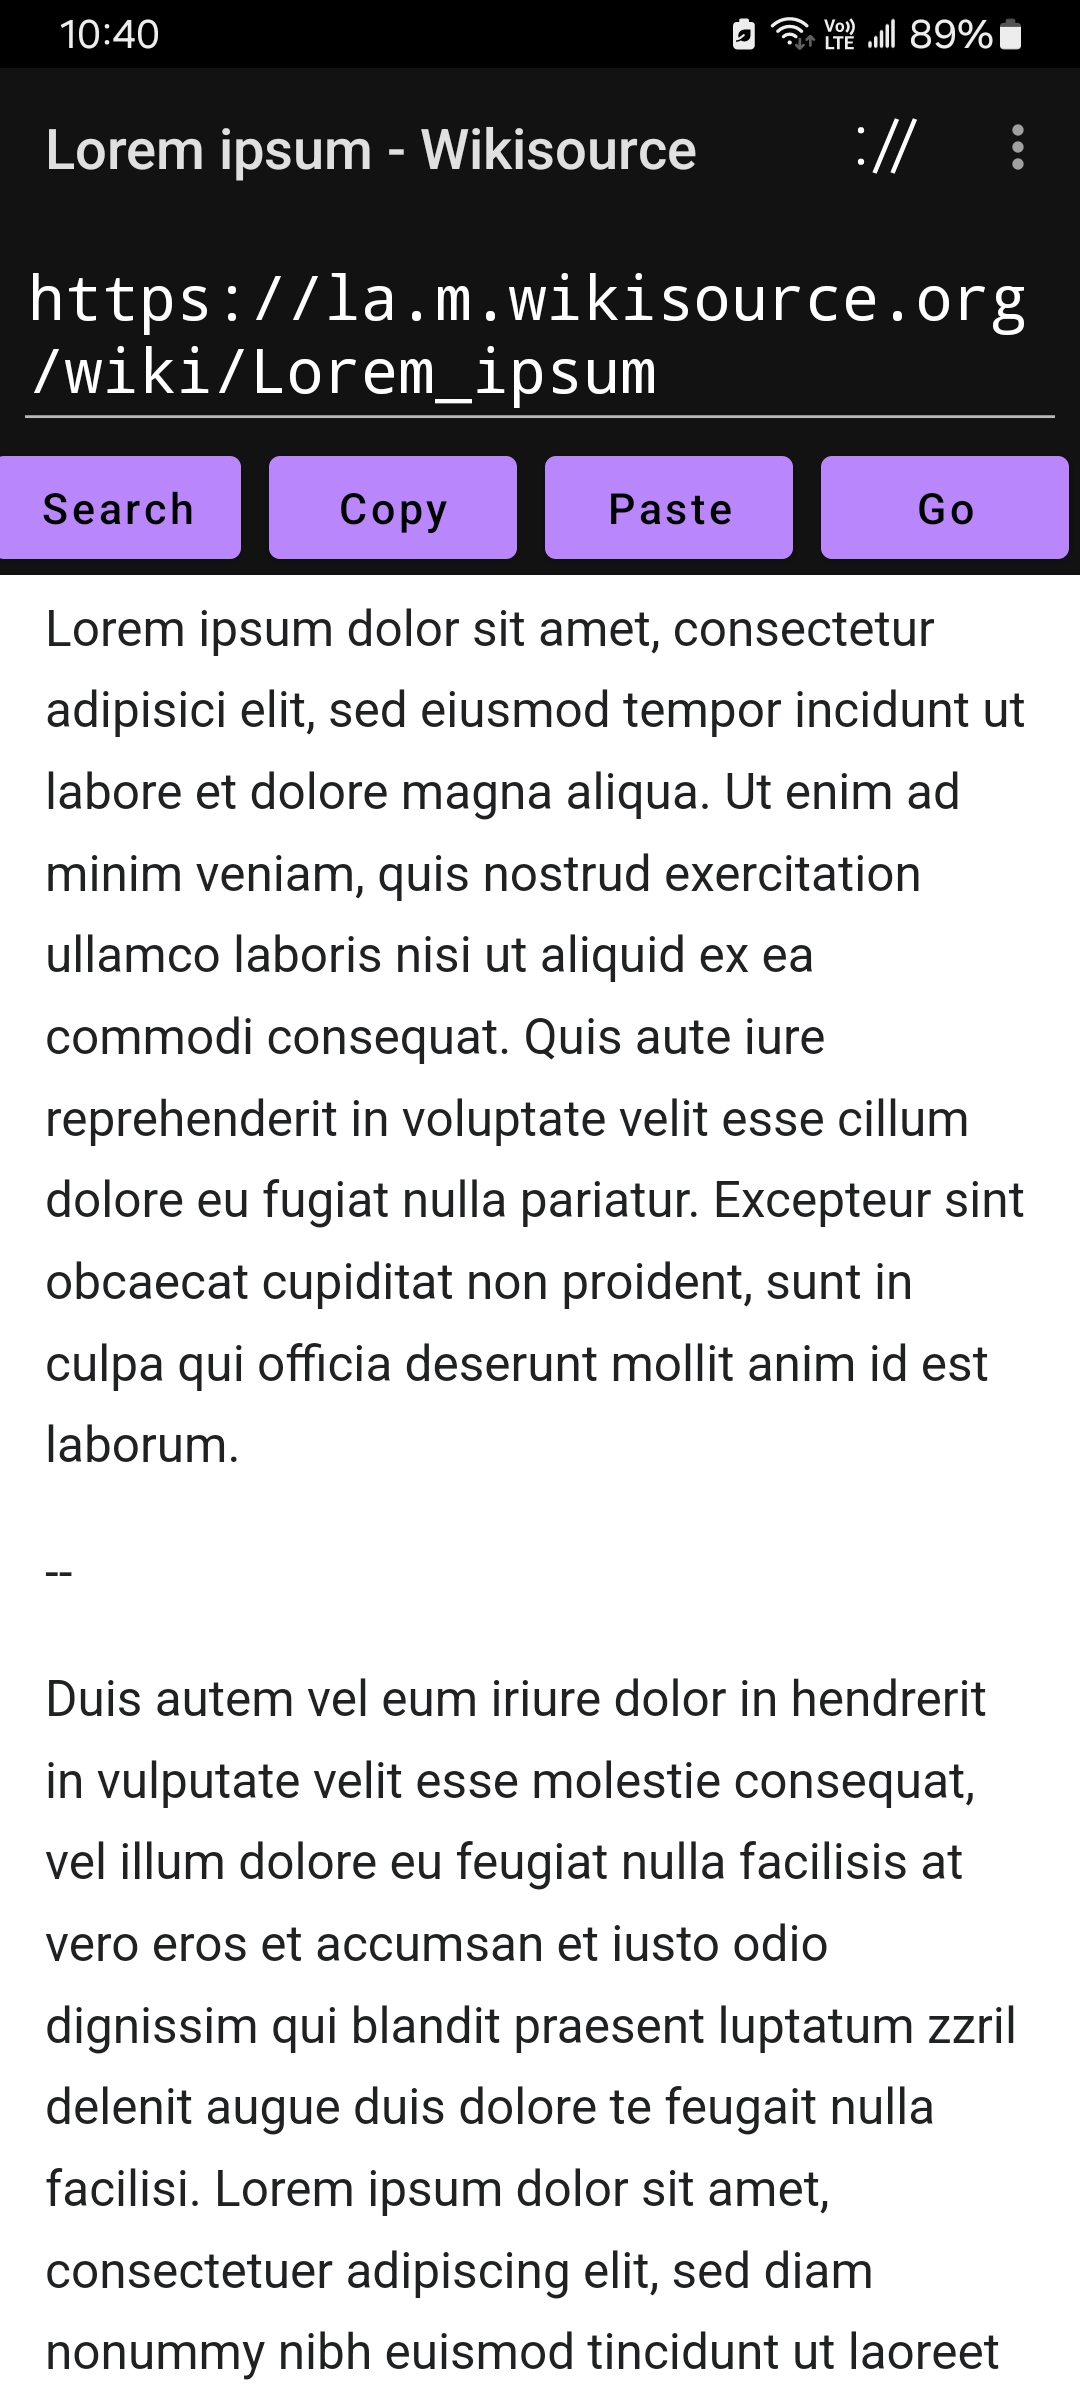 10:40
Vo)) LTE 89%
Lorem ipsum - Wikisource
://
https://la.m.wikisource.org
/wiki/Lorem_ipsum
Search Copy Paste Go
Lorem ipsum dolor sit amet, consectetur
adipisici elit, sed eiusmod tempor incidunt ut
labore et dolore magna aliqua. Ut enim ad
minim veniam, quis nostrud exercitation
ullamco laboris nisi ut aliquid ex ea
commodi consequat. Quis aute iure
reprehenderit in voluptate velit esse cillum
dolore eu fugiat nulla pariatur. Excepteur sint
obcaecat cupiditat non proident, sunt in
culpa qui officia deserunt mollit anim id est
laborum.
--
Duis autem vel eum iriure dolor in hendrerit
in vulputate velit esse molestie consequat,
vel illum dolore eu feugiat nulla facilisis at
vero eros et accumsan et iusto odio
dignissim qui blandit praesent luptatum zzril
delenit augue duis dolore te feugait nulla
facilisi. Lorem ipsum dolor sit amet,
consectetuer adipiscing elit, sed diam
nonummy nibh euismod tincidunt ut laoreet